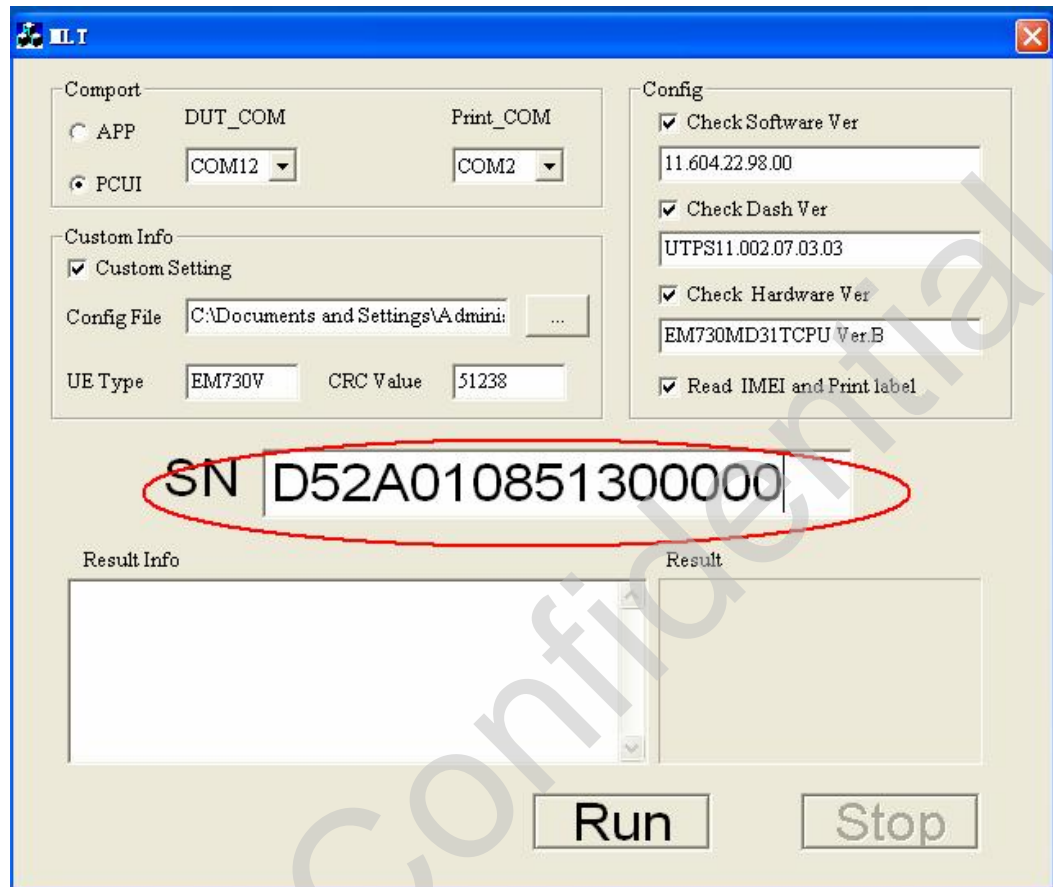 MLT
Comport
APP
DUT_COM
Print_COM
COM12
COM2
PCUI
Custom Info
Custom Setting
Config File
C:\Documents and Settings\Adminis
...
UE Type
EM730V
CRC Value
51238
Config
Check Software Ver
11.604.22.98.00
Check Dash Ver
UTPS11.002.07.03.03
Check Hardware Ver
EM730MD31TCPU Ver.B
Read IMEI and Print label
SN
D52A010851300000
Result Info
Result
Run
Stop
Confidential